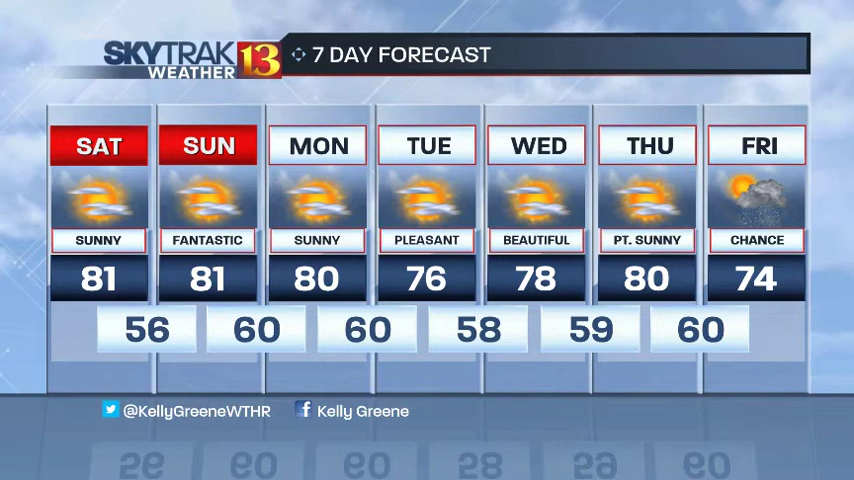 SKYTRAK
WEATHER 13
7 DAY FORECAST
SAT SUN MON TUE WED THU FRI
SUNNY FANTASTIC SUNNY PLEASANT BEAUTIFUL PT. SUNNY CHANCE
81 81 80 76 78 80 74
56 60 60 58 59 60
@KellyGreeneWTHR f Kelly Greene